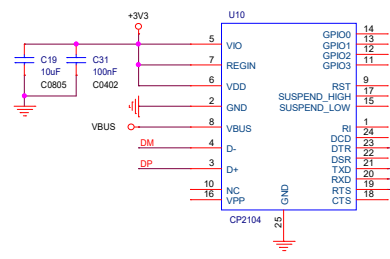 +3V3
U10
C19
10uF
C0805
C31
100nF
C0402
5
VIO
7
REGIN
6
VDD
2
GND
VBUS
8
VBUS
DM
4
D-
DP
3
D+
10
NC
16
VPP
GPIO0
14
GPIO1
13
GPIO2
12
GPIO3
11
RST
9
SUSPEND_HIGH
17
SUSPEND_LOW
15
RI
1
DCD
24
DTR
23
DSR
22
TXD
21
RXD
20
RTS
19
CTS
18
GND
CP2104
25